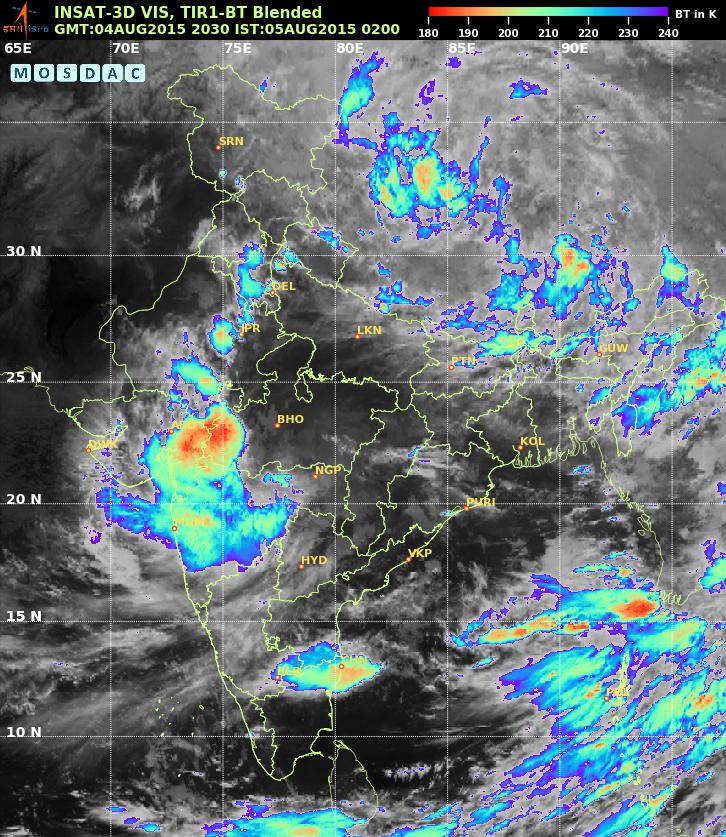 INSAT-3D VIS, TIR1-BT Blended
GMT:04AUG2015 2030 IST:05AUG2015 0200
BT in K
180 190 200 210 220 230 240
65E 70E 75E 80E 85E 90E
MOSDAC
SRN
30 N
DEL
JPR
LKN
GUW
PTN
25 N
BHO
DWK
KOL
NGP
20 N
PURI
VKP
HYD
15 N
10 N